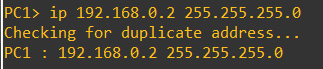 PC1> ip 192.168.0.2 255.255.255.0
Checking for duplicate address...
PC1 : 192.168.0.2 255.255.255.0